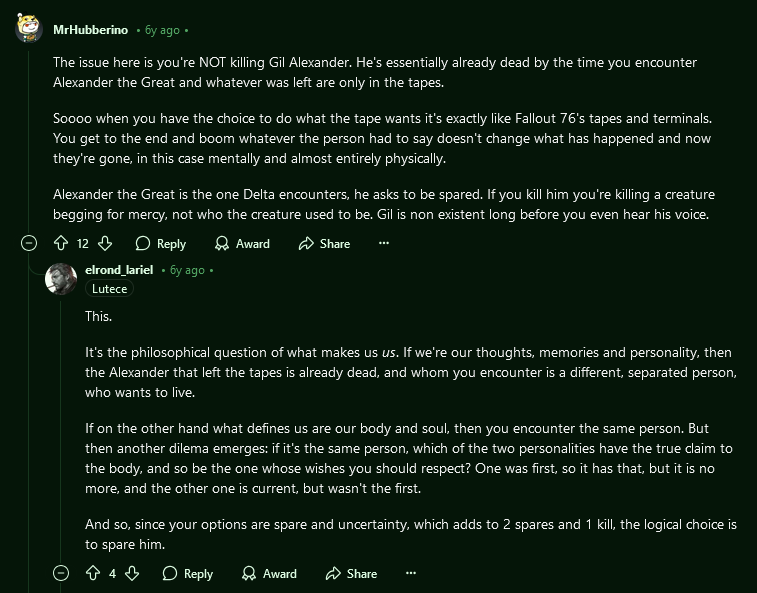 MrHubberino • 6y ago •
The issue here is you're NOT killing Gil Alexander. He's essentially already dead by the time you encounter
Alexander the Great and whatever was left are only in the tapes.
Soooo when you have the choice to do what the tape wants it's exactly like Fallout 76's tapes and terminals.
You get to the end and boom whatever the person had to say doesn't change what has happened and now
they're gone, in this case mentally and almost entirely physically.
Alexander the Great is the one Delta encounters, he asks to be spared. If you kill him you're killing a creature
begging for mercy, not who the creature used to be. Gil is non existent long before you even hear his voice.
12 Reply Award Share ...
elrond_lariel • 6y ago •
Lutece
This.
It's the philosophical question of what makes us us. If we're our thoughts, memories and personality, then
the Alexander that left the tapes is already dead, and whom you encounter is a different, separated person,
who wants to live.
If on the other hand what defines us are our body and soul, then you encounter the same person. But
then another dilema emerges: if it's the same person, which of the two personalities have the true claim to
the body, and so be the one whose wishes you should respect? One was first, so it has that, but it is no
more, and the other one is current, but wasn't the first.
And so, since your options are spare and uncertainty, which adds to 2 spares and 1 kill, the logical choice is
to spare him.
4 Reply Award Share ...